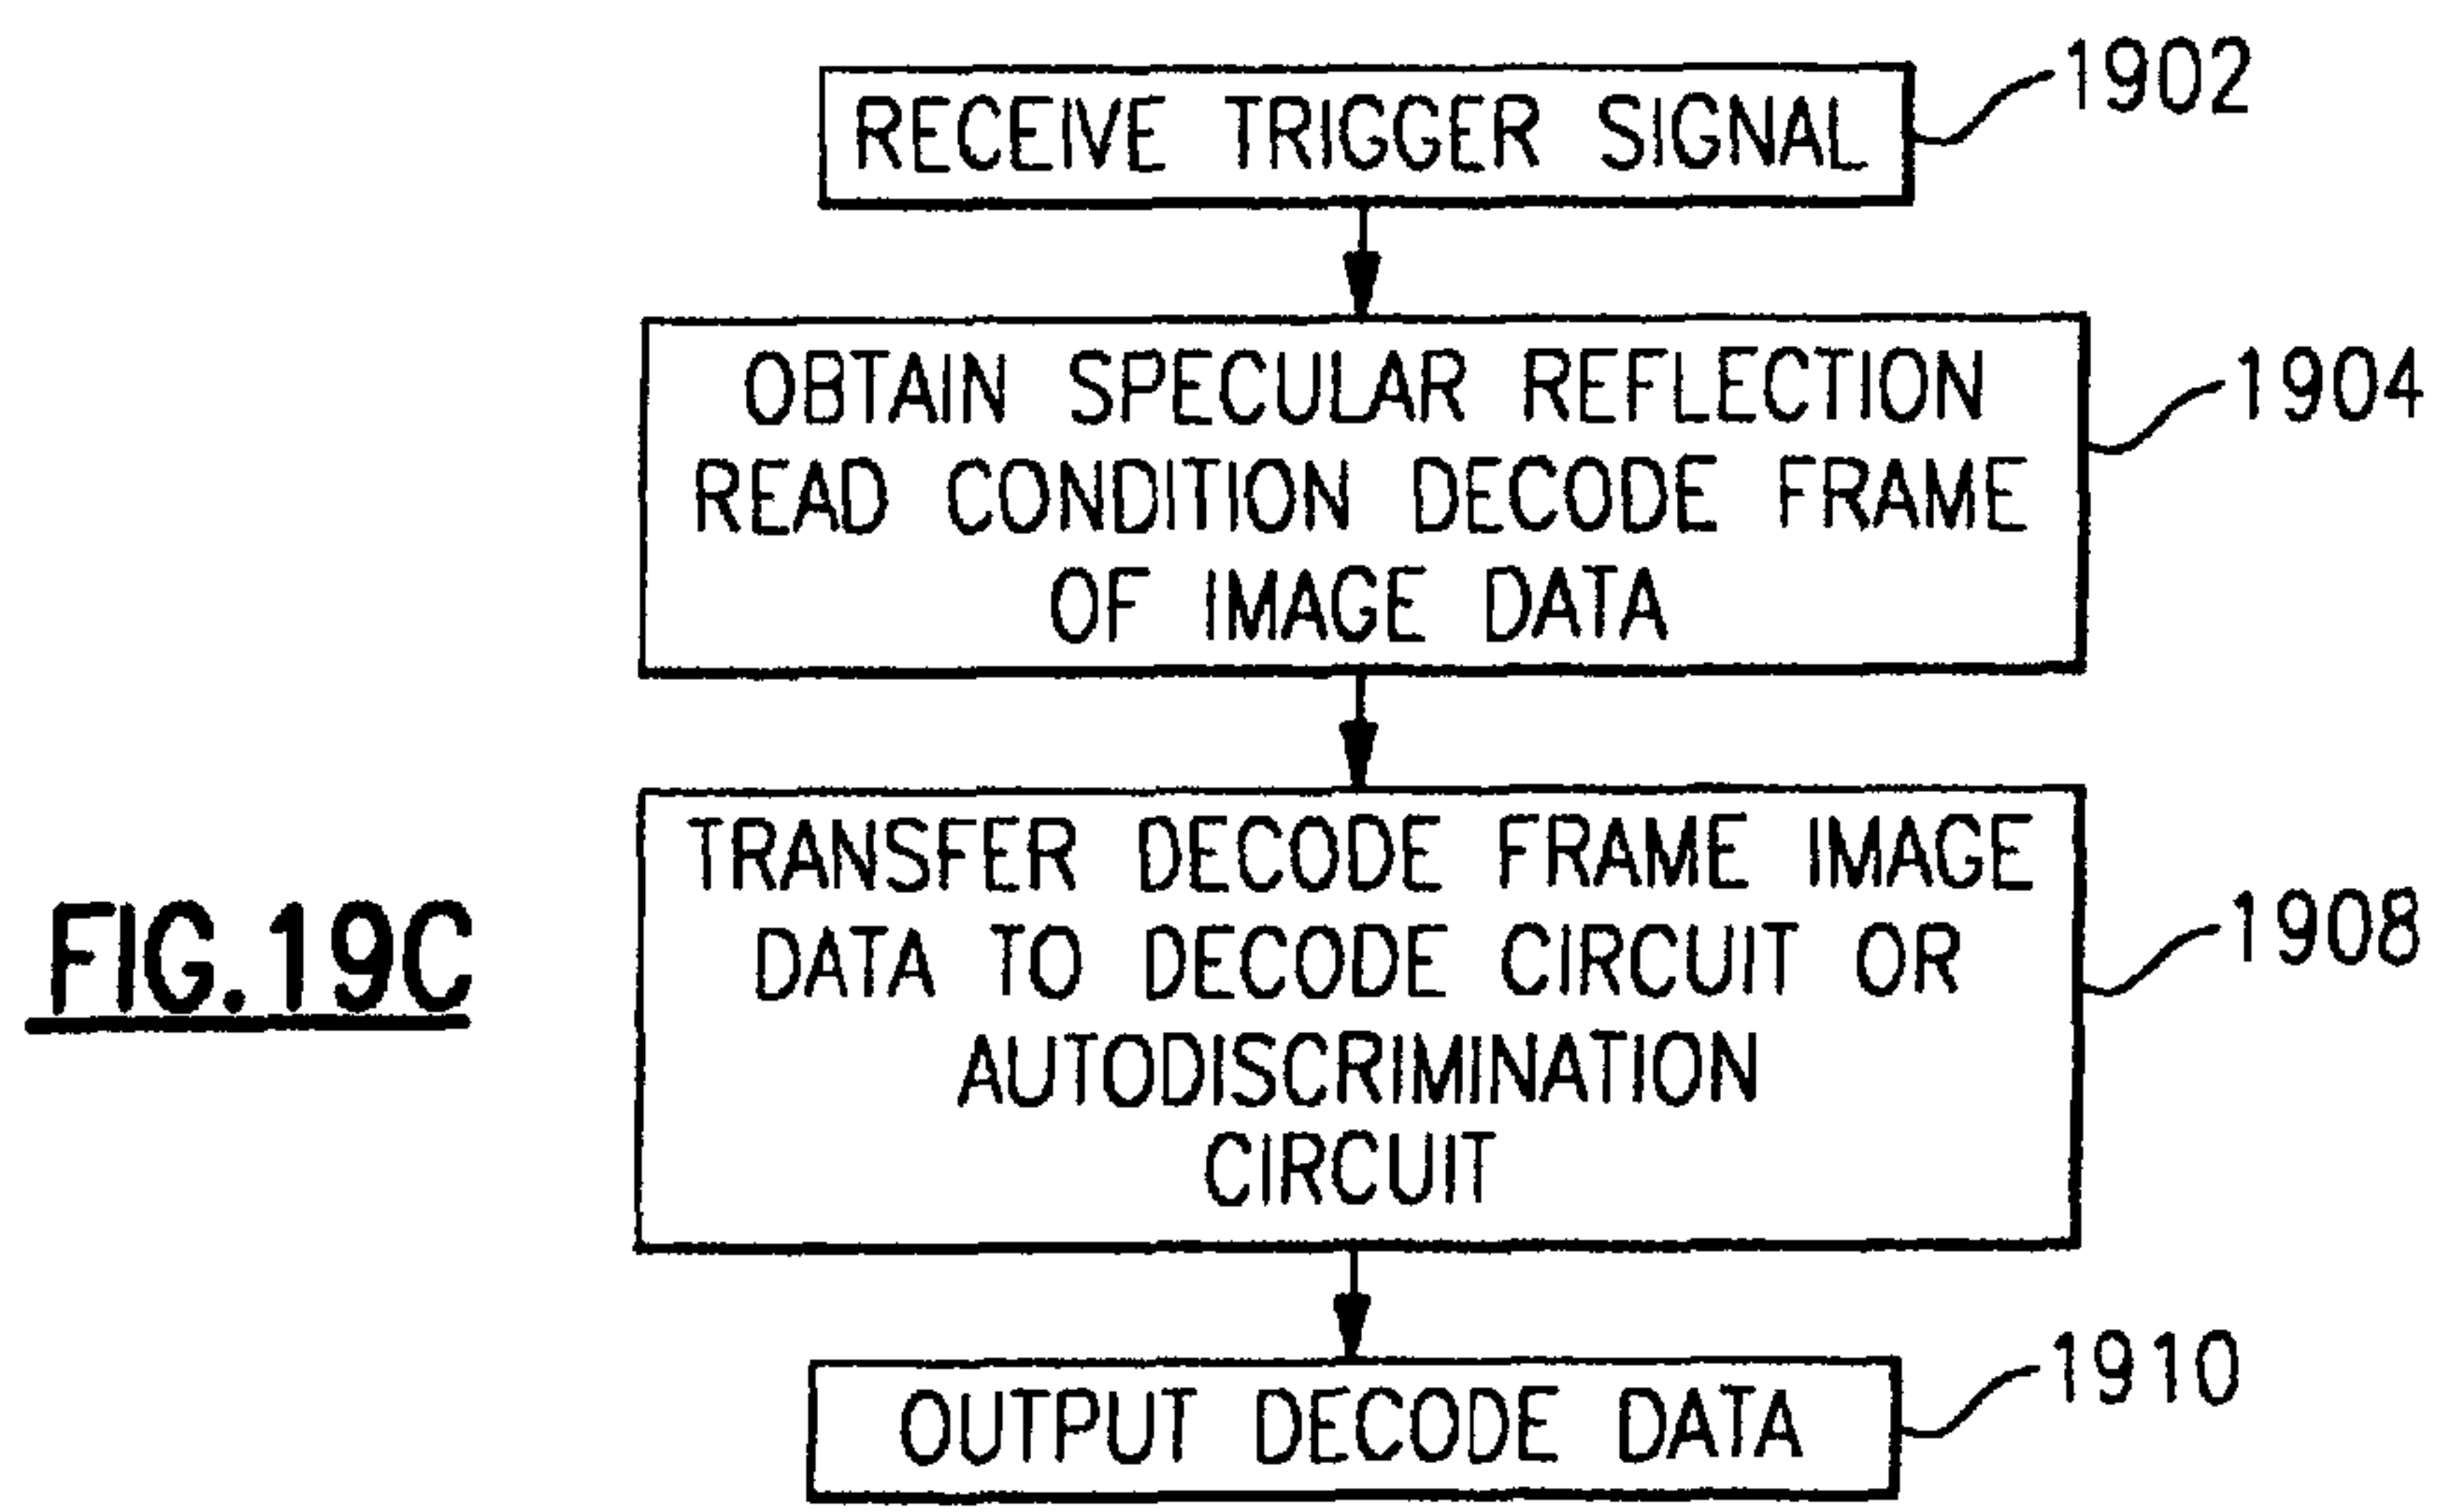 RECEIVE TRIGGER SIGNAL
1902
OBTAIN SPECULAR REFLECTION
READ CONDITION DECODE FRAME
OF IMAGE DATA
1904
TRANSFER DECODE FRAME IMAGE
DATA TO DECODE CIRCUIT OR
AUTODISCRIMINATION
CIRCUIT
1908
FIG.19C
OUTPUT DECODE DATA
1910